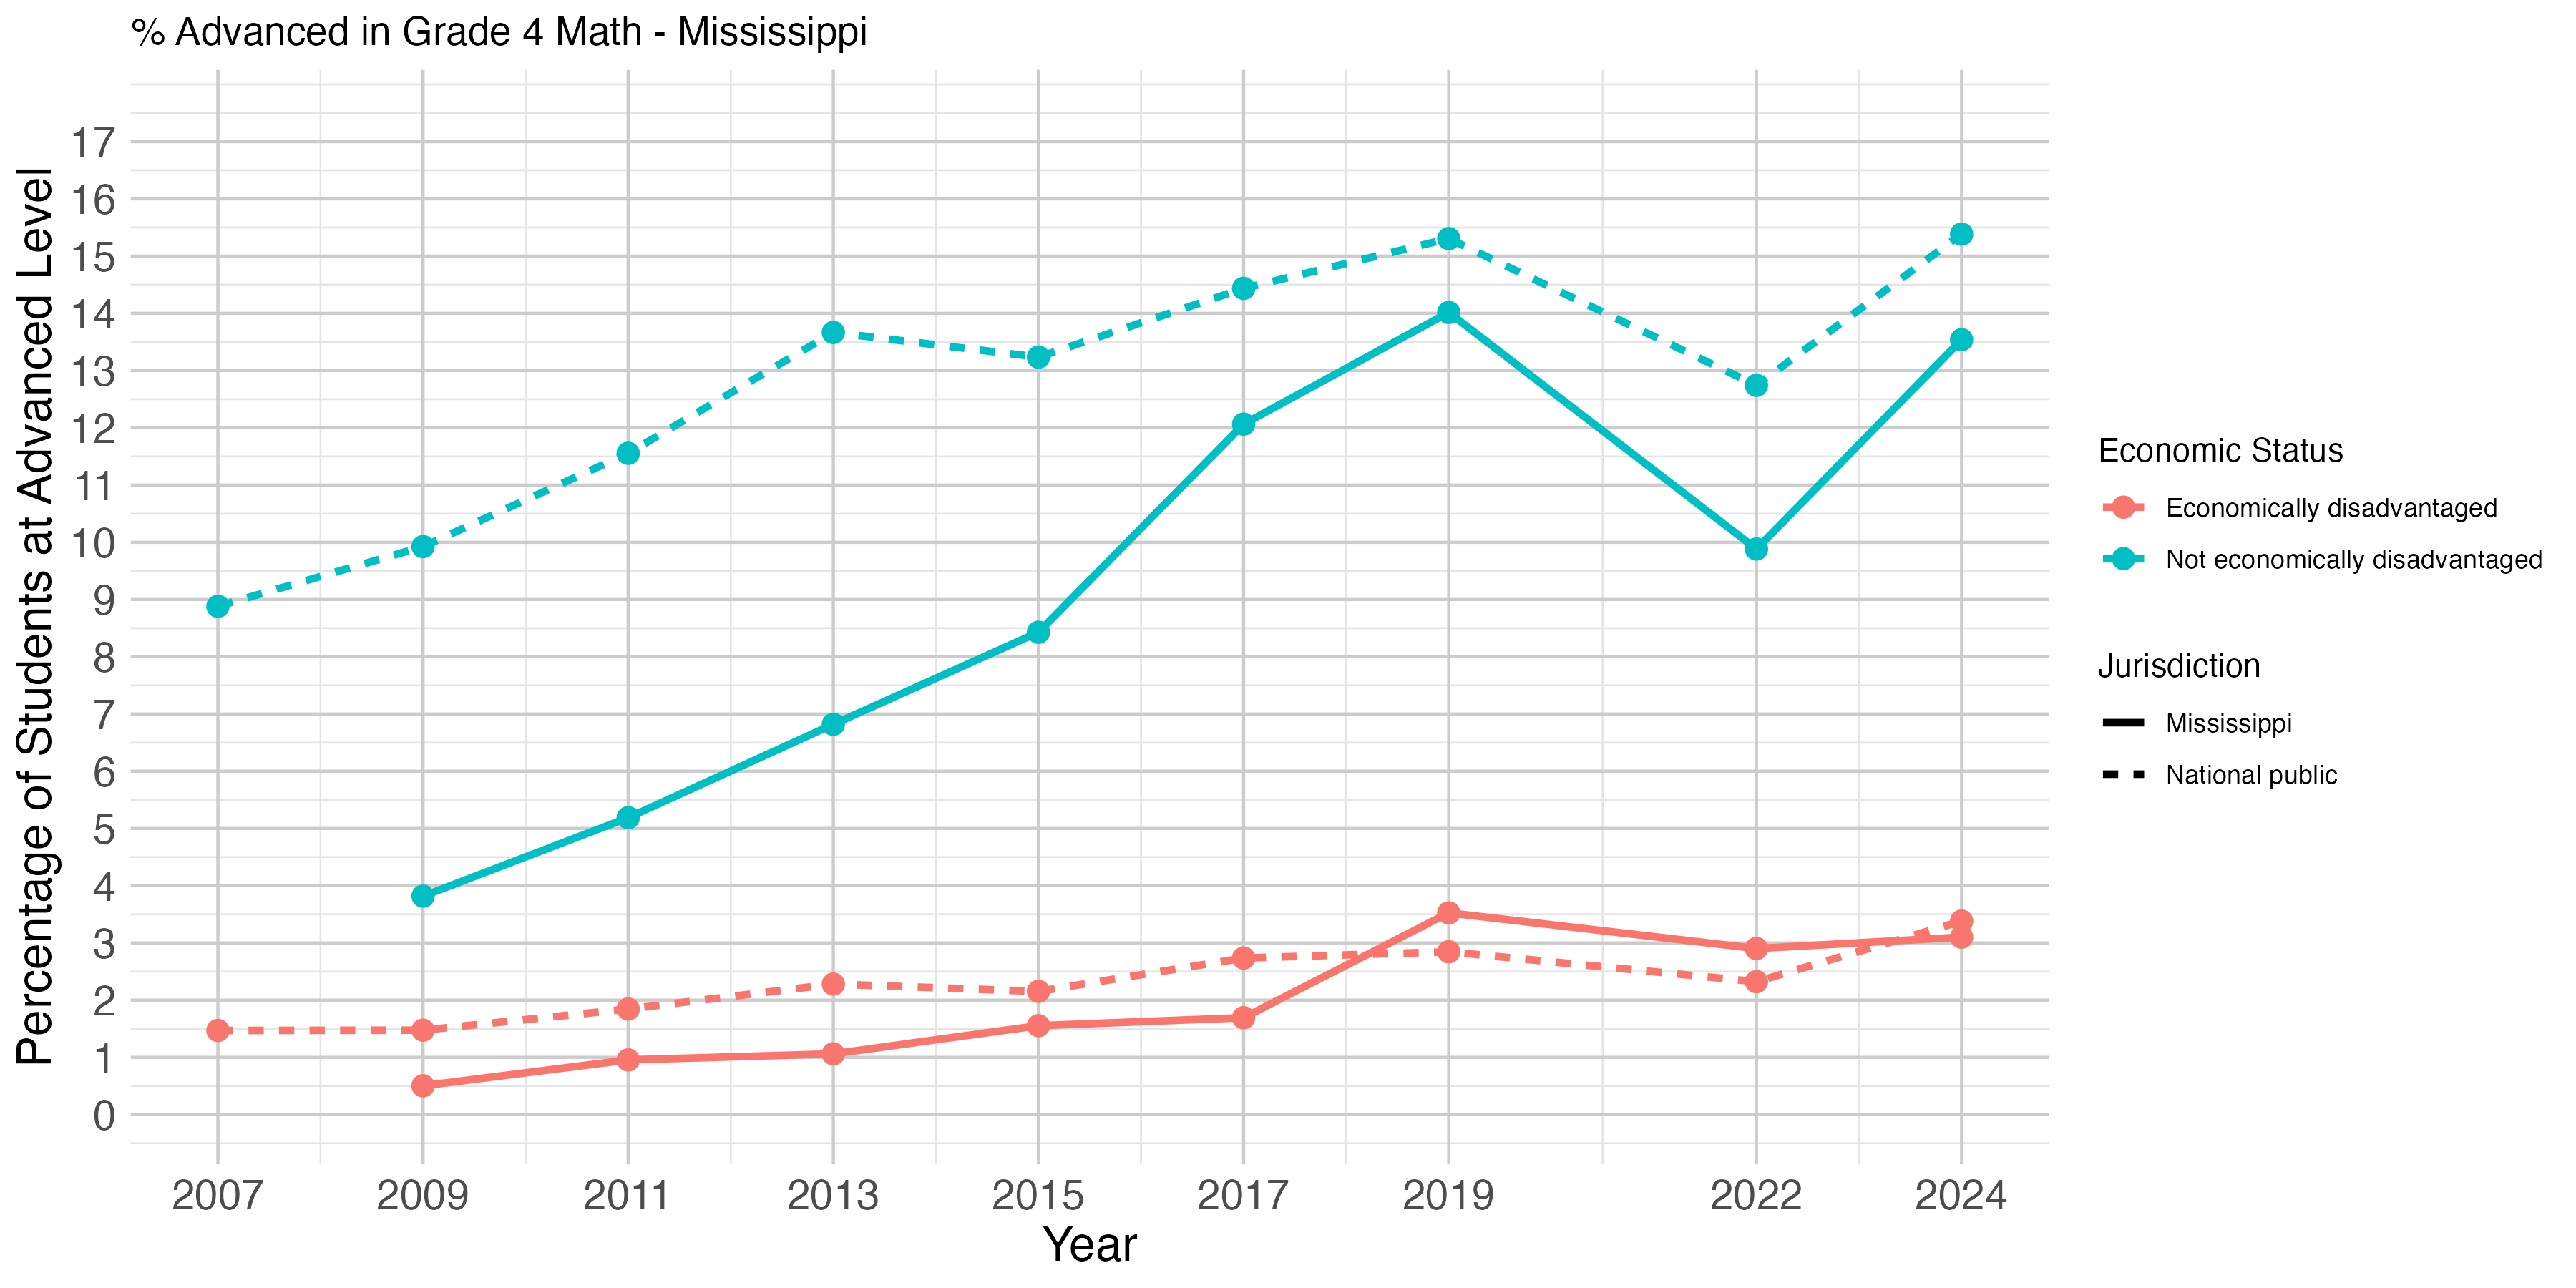 % Advanced in Grade 4 Math - Mississippi
Percentage of Students at Advanced Level
17
16
15
14
13
12
11
10
9
8
7
6
5
4
3
2
1
0
2007 2009 2011 2013 2015 2017 2019 2022 2024
Year
Economic Status
Economically disadvantaged
Not economically disadvantaged
Jurisdiction
Mississippi
National public